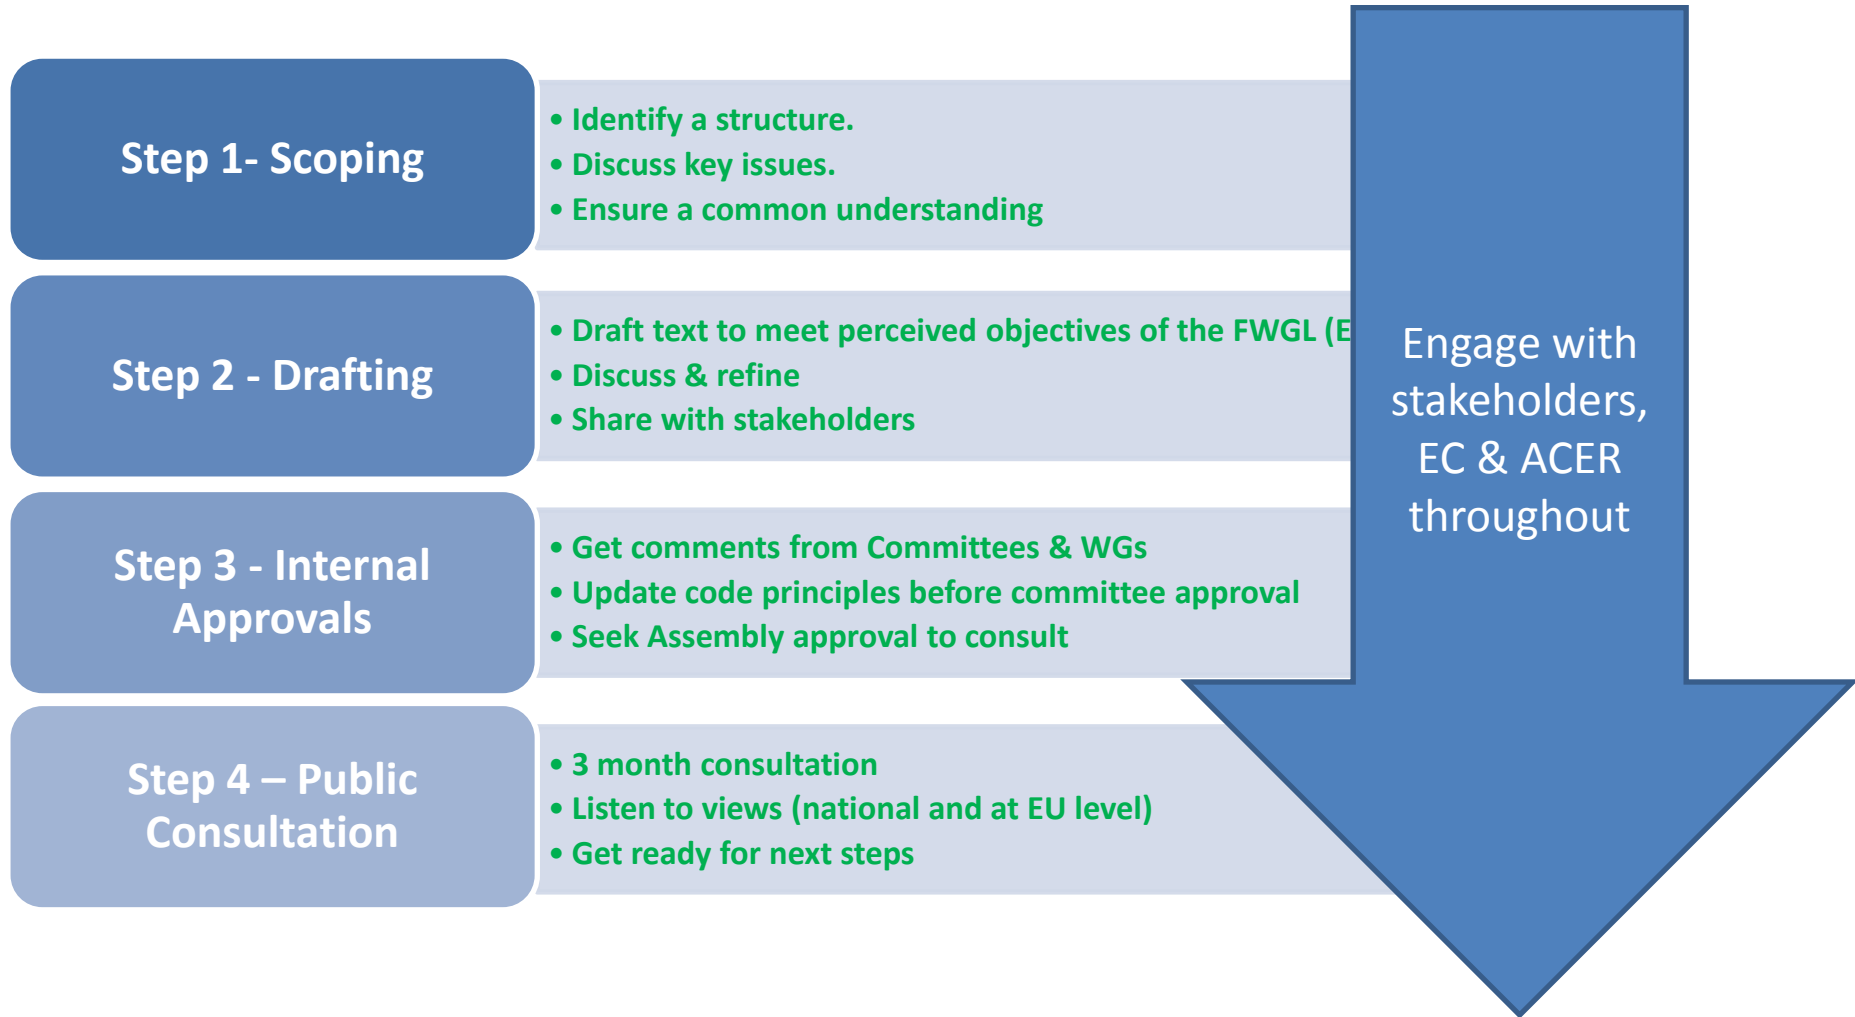 Step 1- Scoping
• Identify a structure.
• Discuss key issues.
• Ensure a common understanding
Step 2 - Drafting
• Draft text to meet perceived objectives of the FWGL (E
• Discuss & refine
• Share with stakeholders
Step 3 - Internal
Approvals
• Get comments from Committees & WGs
• Update code principles before committee approval
• Seek Assembly approval to consult
Step 4 – Public
Consultation
• 3 month consultation
• Listen to views (national and at EU level)
• Get ready for next steps
Engage with
stakeholders,
EC & ACER
throughout